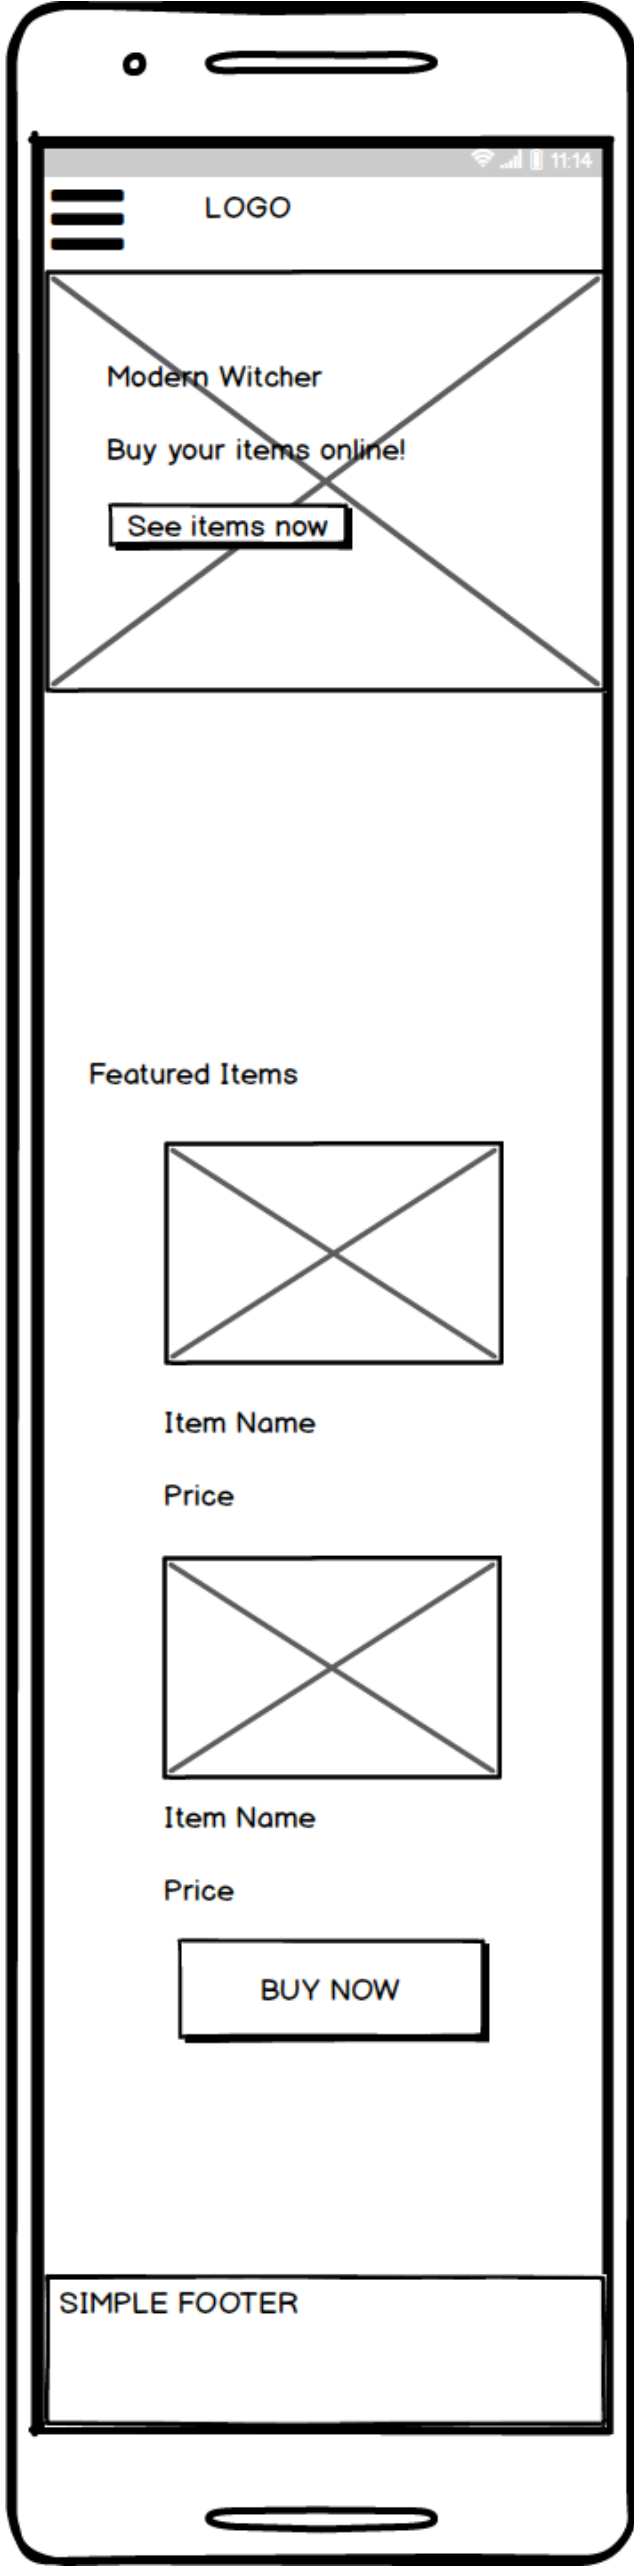 11:14
LOGO
Modern Witcher
Buy your items online!
See items now
Featured Items
Item Name
Price
Item Name
Price
BUY NOW
SIMPLE FOOTER